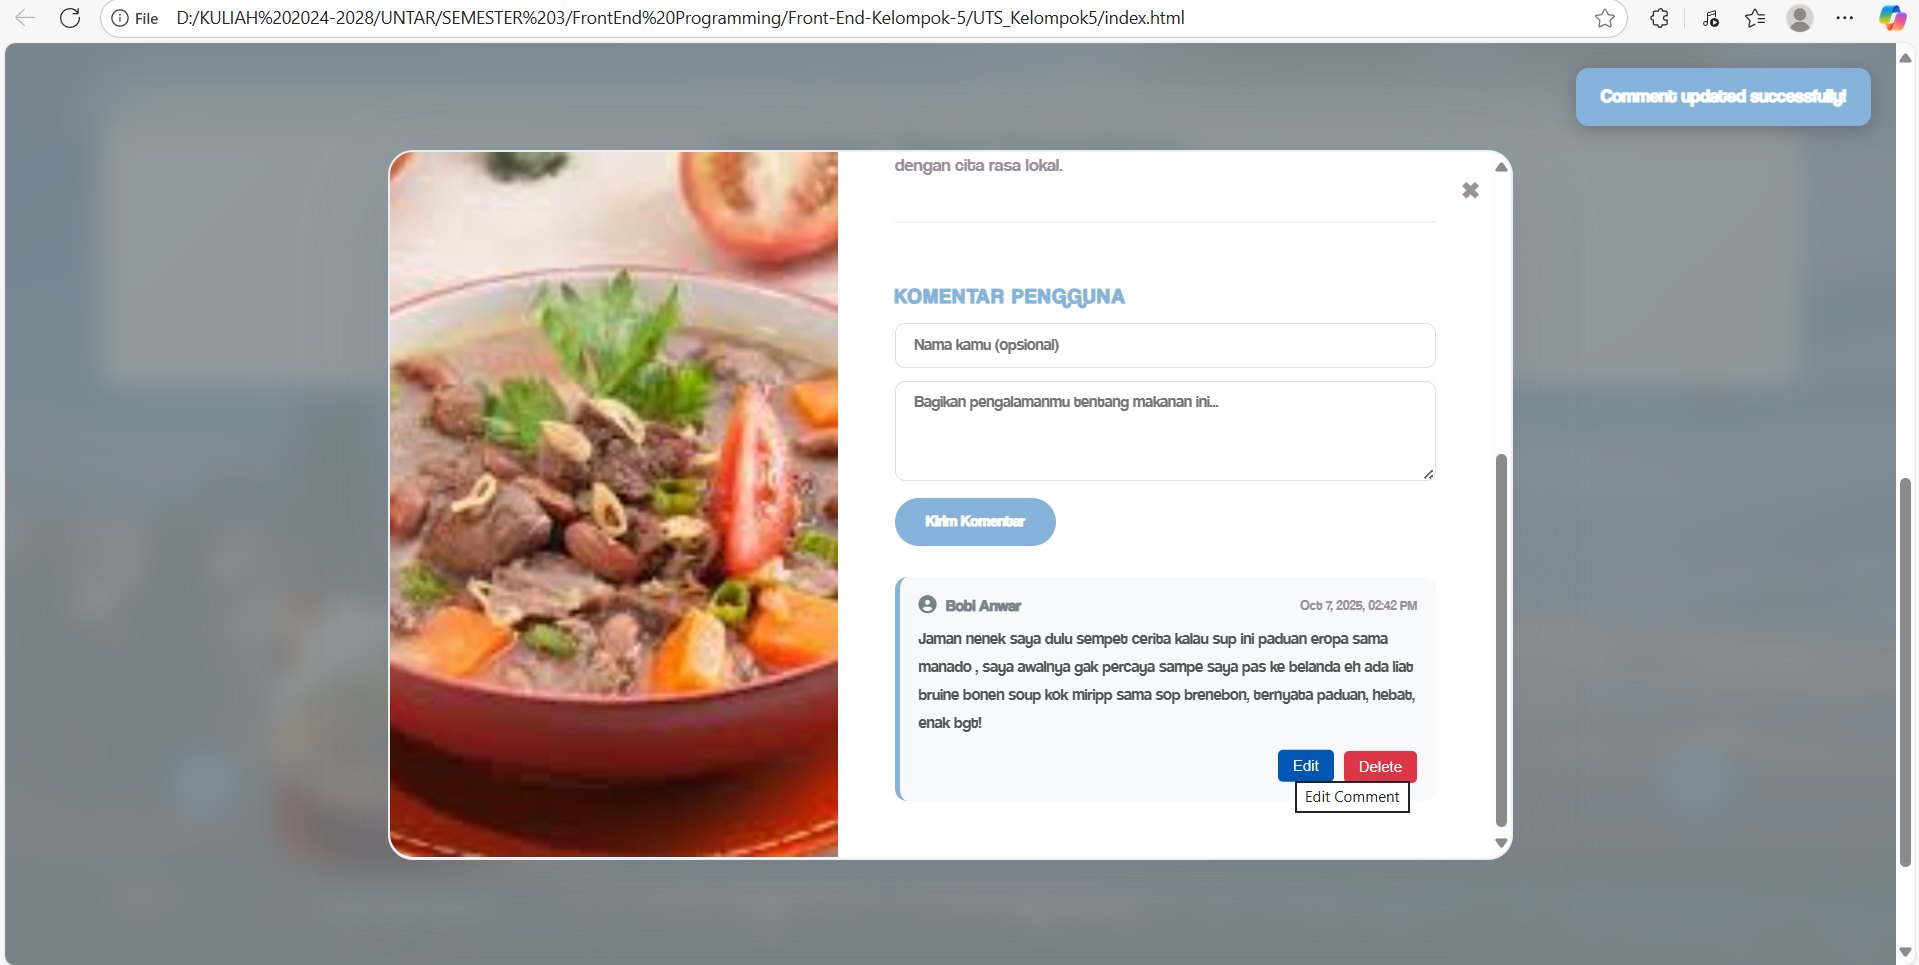 File D:/KULIAH%202024-2028/UNTAR/SEMESTER%203/FrontEnd%20Programming/Front-End-Kelompok-5/UTS_Kelompok5/index.html
Comment updated successfully!
dengan cita rasa lokal.
KOMENTAR PENGGUNA
Nama kamu (opsional)
Bagikan pengalamanmu tentang makanan ini...
Kirim Komentar
Bobi Anwar Oct 7, 2025, 02:42 PM
Jaman nenek saya dulu sempet cerita kalau sup ini paduan eropa sama
manado , saya awalnya gak percaya sampe saya pas ke belanda eh ada liat
bruine bonen soup kok miripp sama sop brenebon, ternyata paduan, hebat,
enak bgt!
Edit Delete
Edit Comment